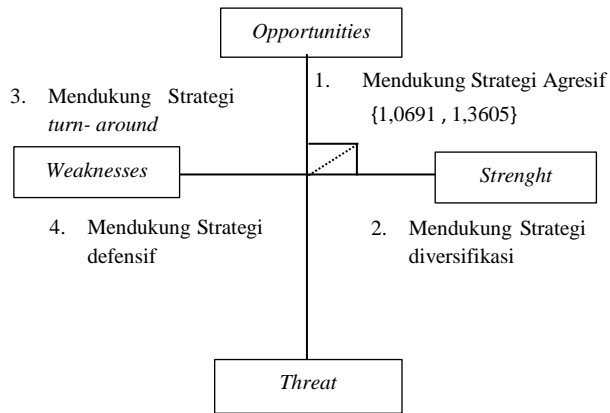 Opportunities
1. Mendukung Strategi Agresif
{1,0691 , 1,3605}
3. Mendukung Strategi
turn- around
Weaknesses
Strenght
4. Mendukung Strategi
defensif
2. Mendukung Strategi
diversifikasi
Threat